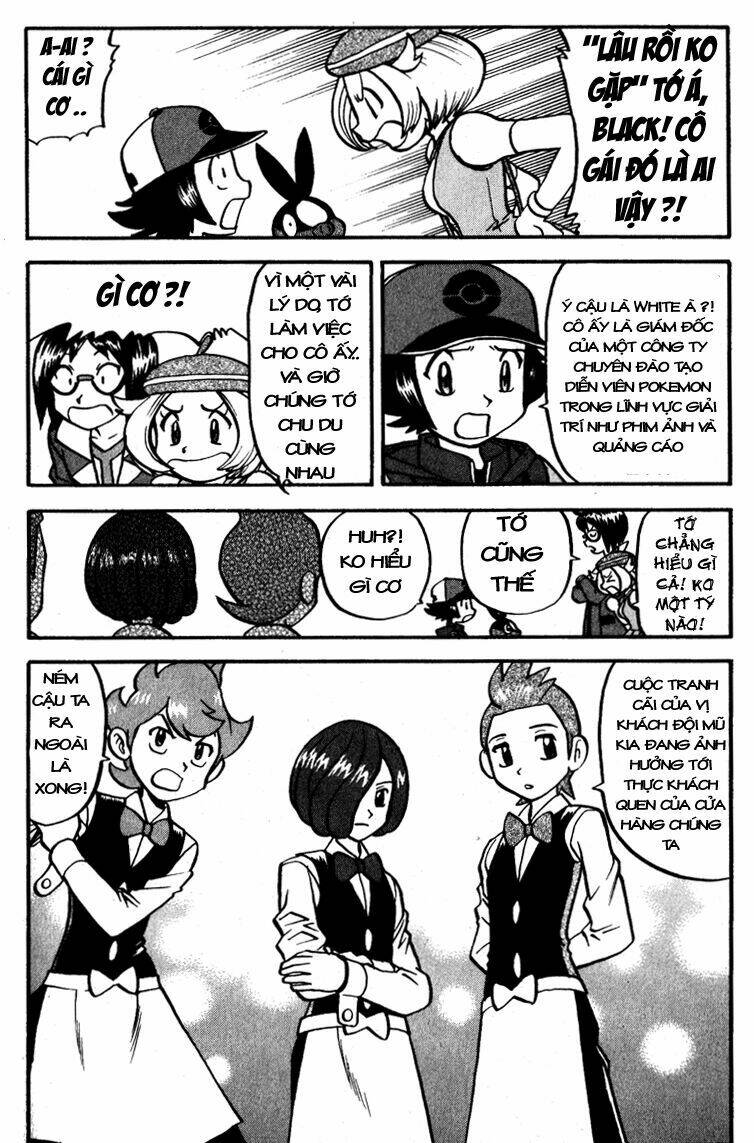 "LÂU RỒI KO
GẶP" TỚ Á,
BLACK! CÔ
GÁI ĐÓ LÀ AI
VẬY ?!
A-AI ?
CÁI GÌ
CƠ ..
Ý CẬU LÀ WHITE À ?!
CÔ ẤY LÀ GIÁM ĐỐC
CỦA MỘT CÔNG TY
CHUYÊN ĐÀO TẠO
DIỄN VIÊN POKEMON
TRONG LĨNH VỰC GIẢI
TRÍ NHƯ PHIM ẢNH VÀ
QUẢNG CÁO
VÌ MỘT VÀI
LÝ DO, TỚ
LÀM VIỆC
CHO CÔ ẤY..
VÀ GIỜ
CHÚNG TỚ
CHU DU
CÙNG
NHAU
GÌ CƠ ?!
TỚ
CHẲNG
HIỂU GÌ
CẢ! KO
MỘT TÝ
NÀO!
TỚ
CŨNG
THẾ
HUH?!
KO HIỂU
GÌ CƠ
CUỘC TRANH
CÃI CỦA VỊ
KHÁCH ĐỘI MŨ
KIA ĐANG ẢNH
HƯỞNG TỚI
THỰC KHÁCH
QUEN CỦA CỬA
HÀNG CHÚNG
TA
NÉM
CẬU TA
RA
NGOÀI
LÀ
XONG!